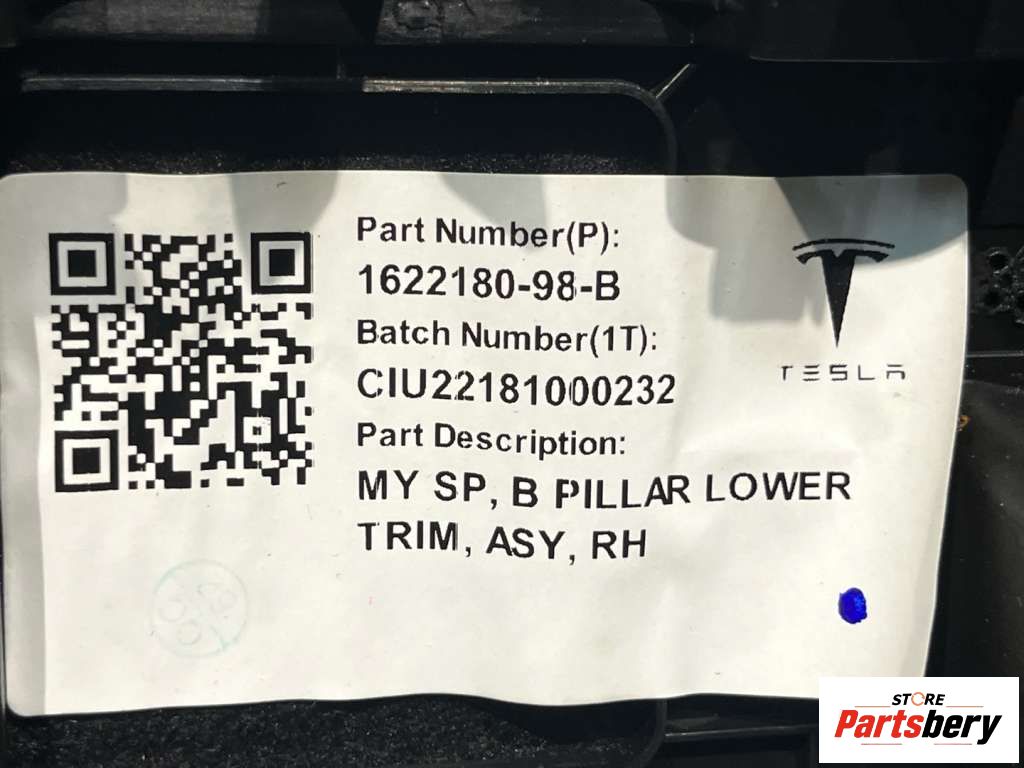 Part Number(P):
1622180-98-B
Batch Number(1T):
CIU22181000232
Part Description:
MY SP, B PILLAR LOWER
TRIM, ASY, RH
TESLA
STORE
Partsbery